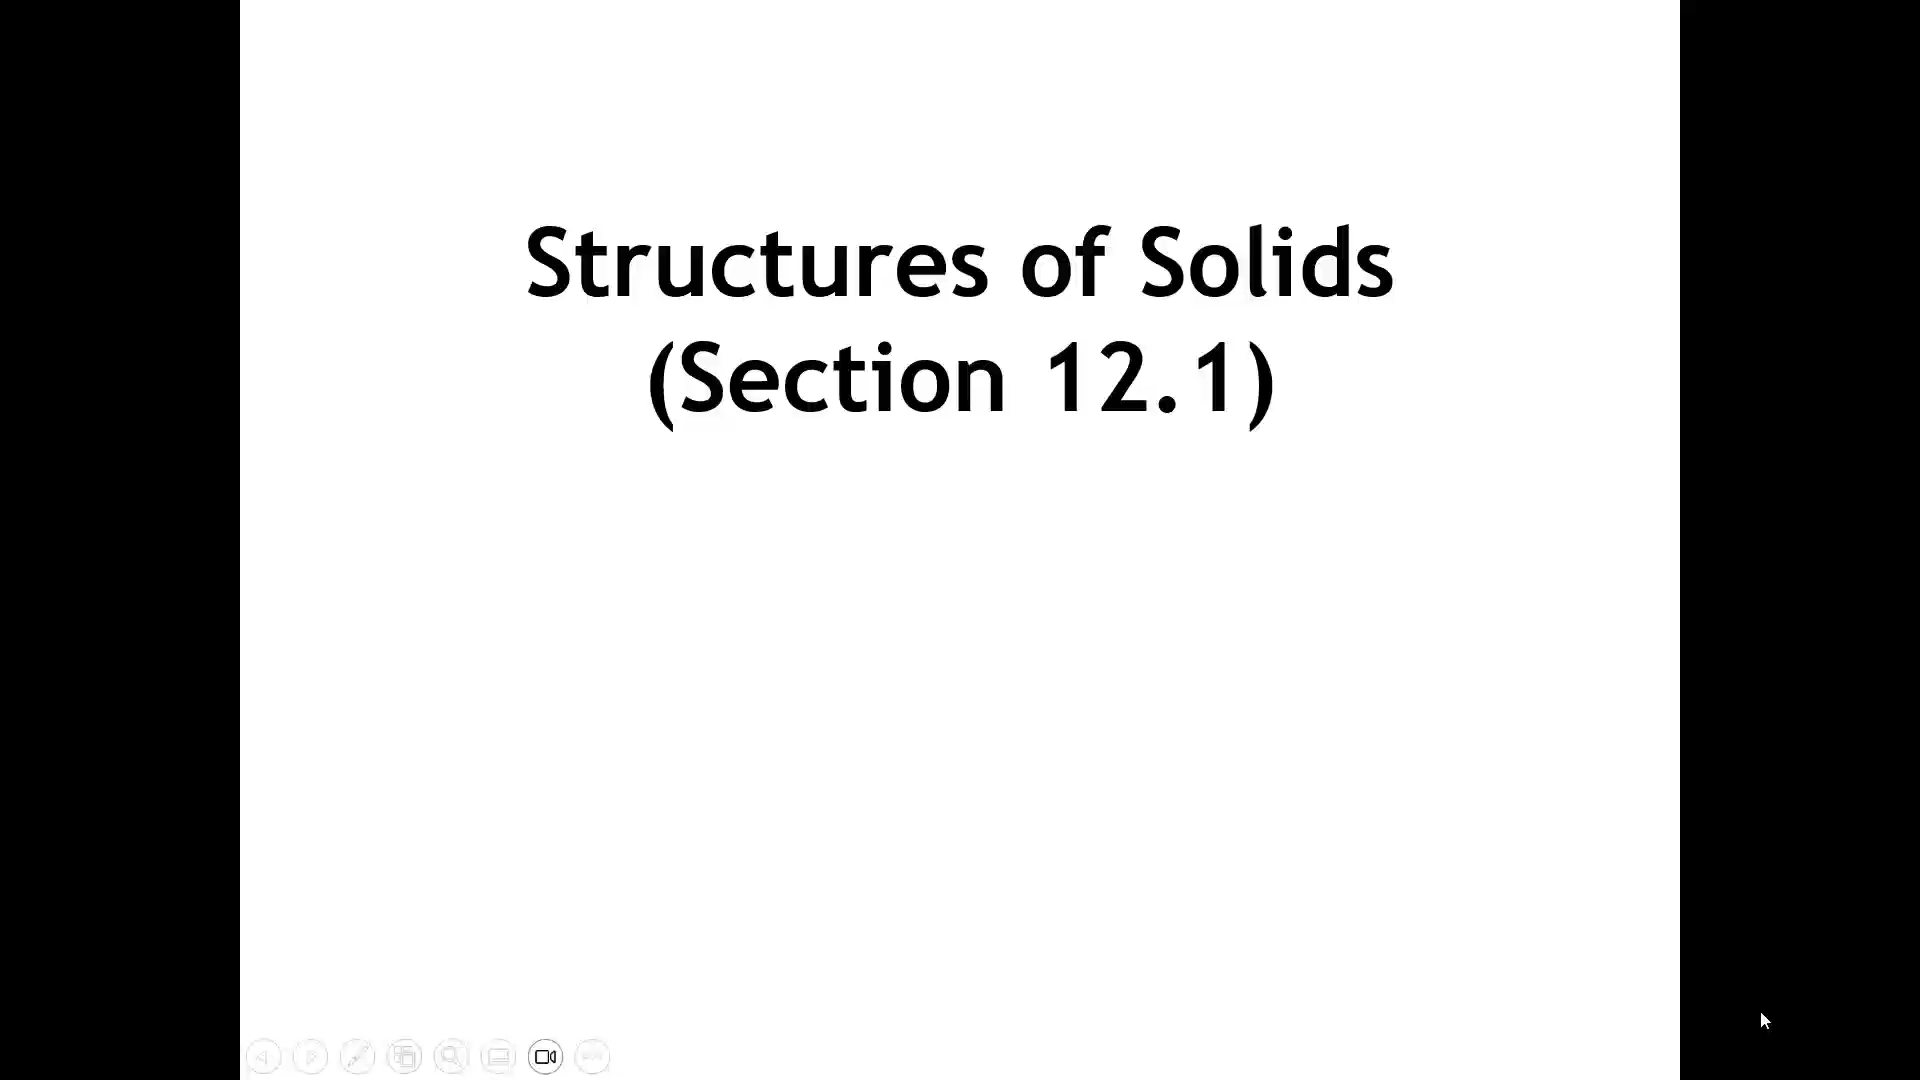 Structures of Solids
(Section 12.1)